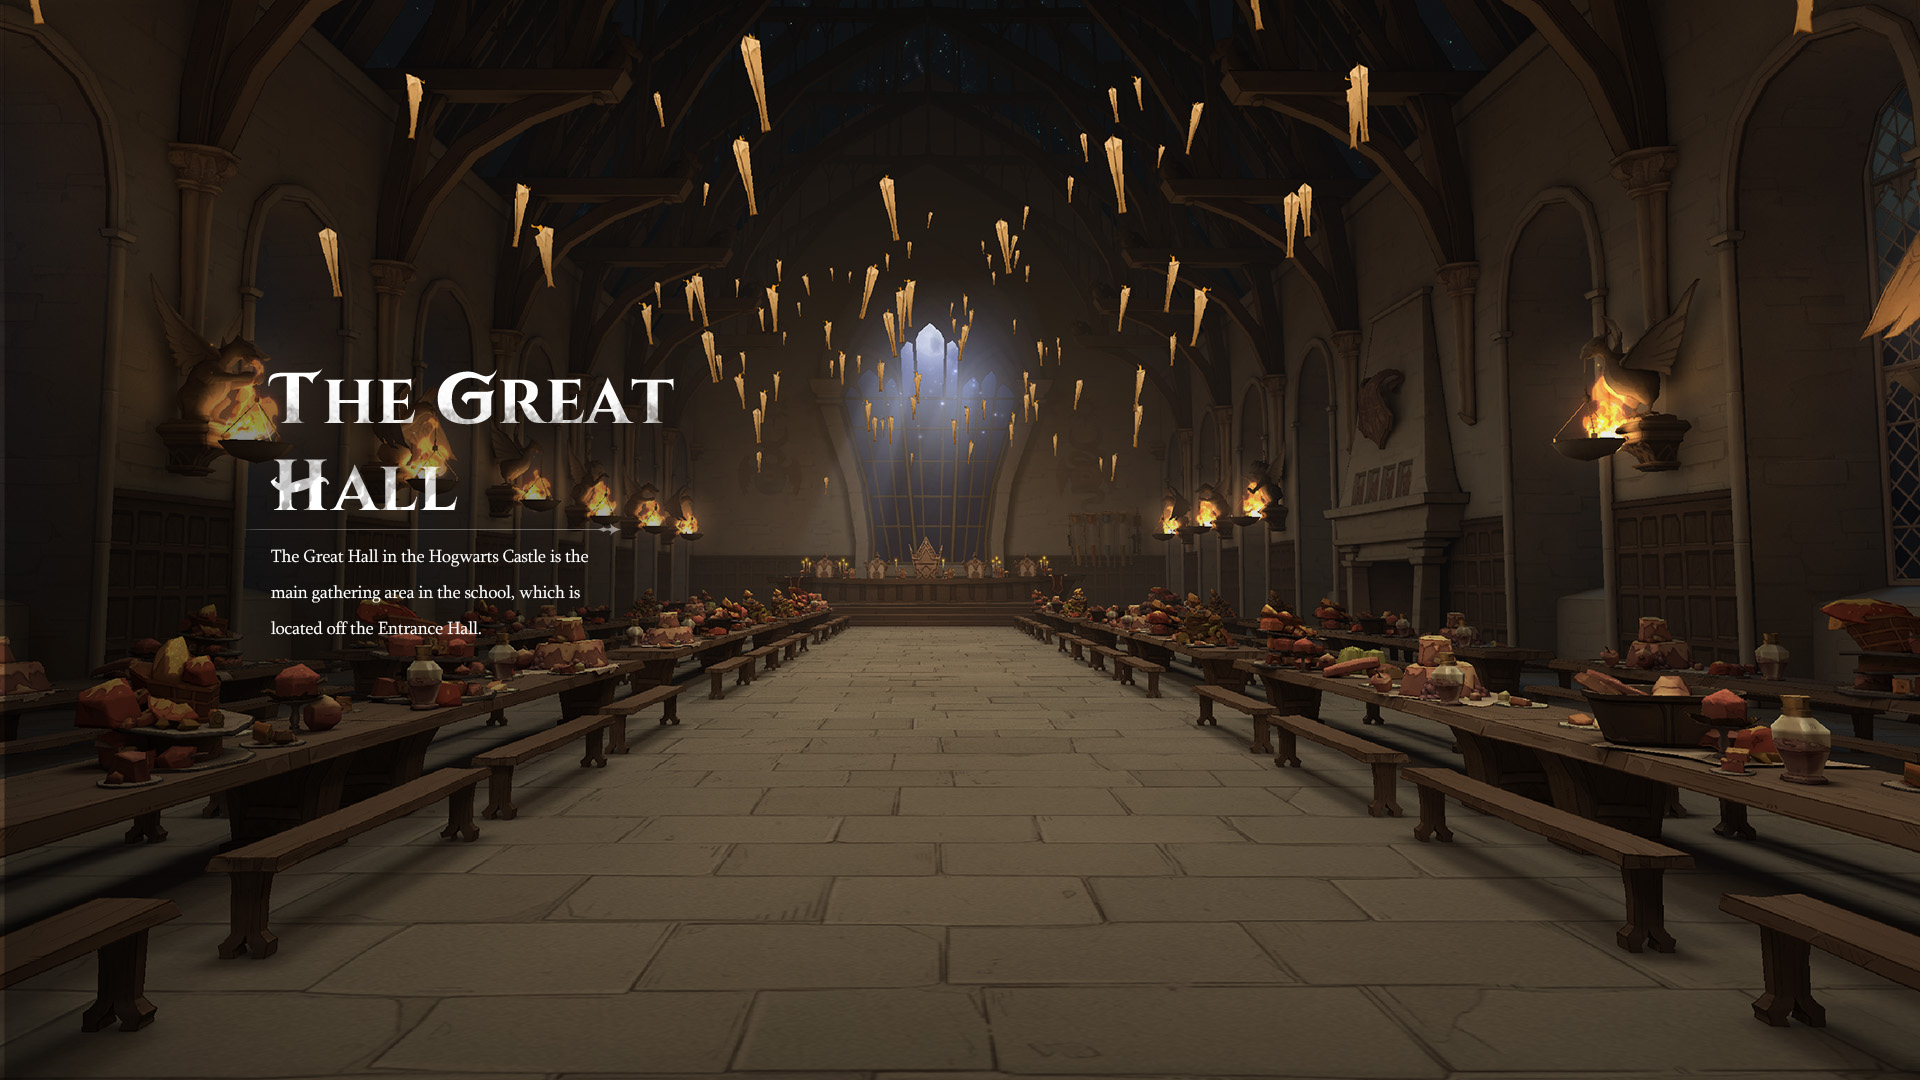 The Great
Hall
The Great Hall in the Hogwarts Castle is the
main gathering area in the school, which is
located off the Entrance Hall.